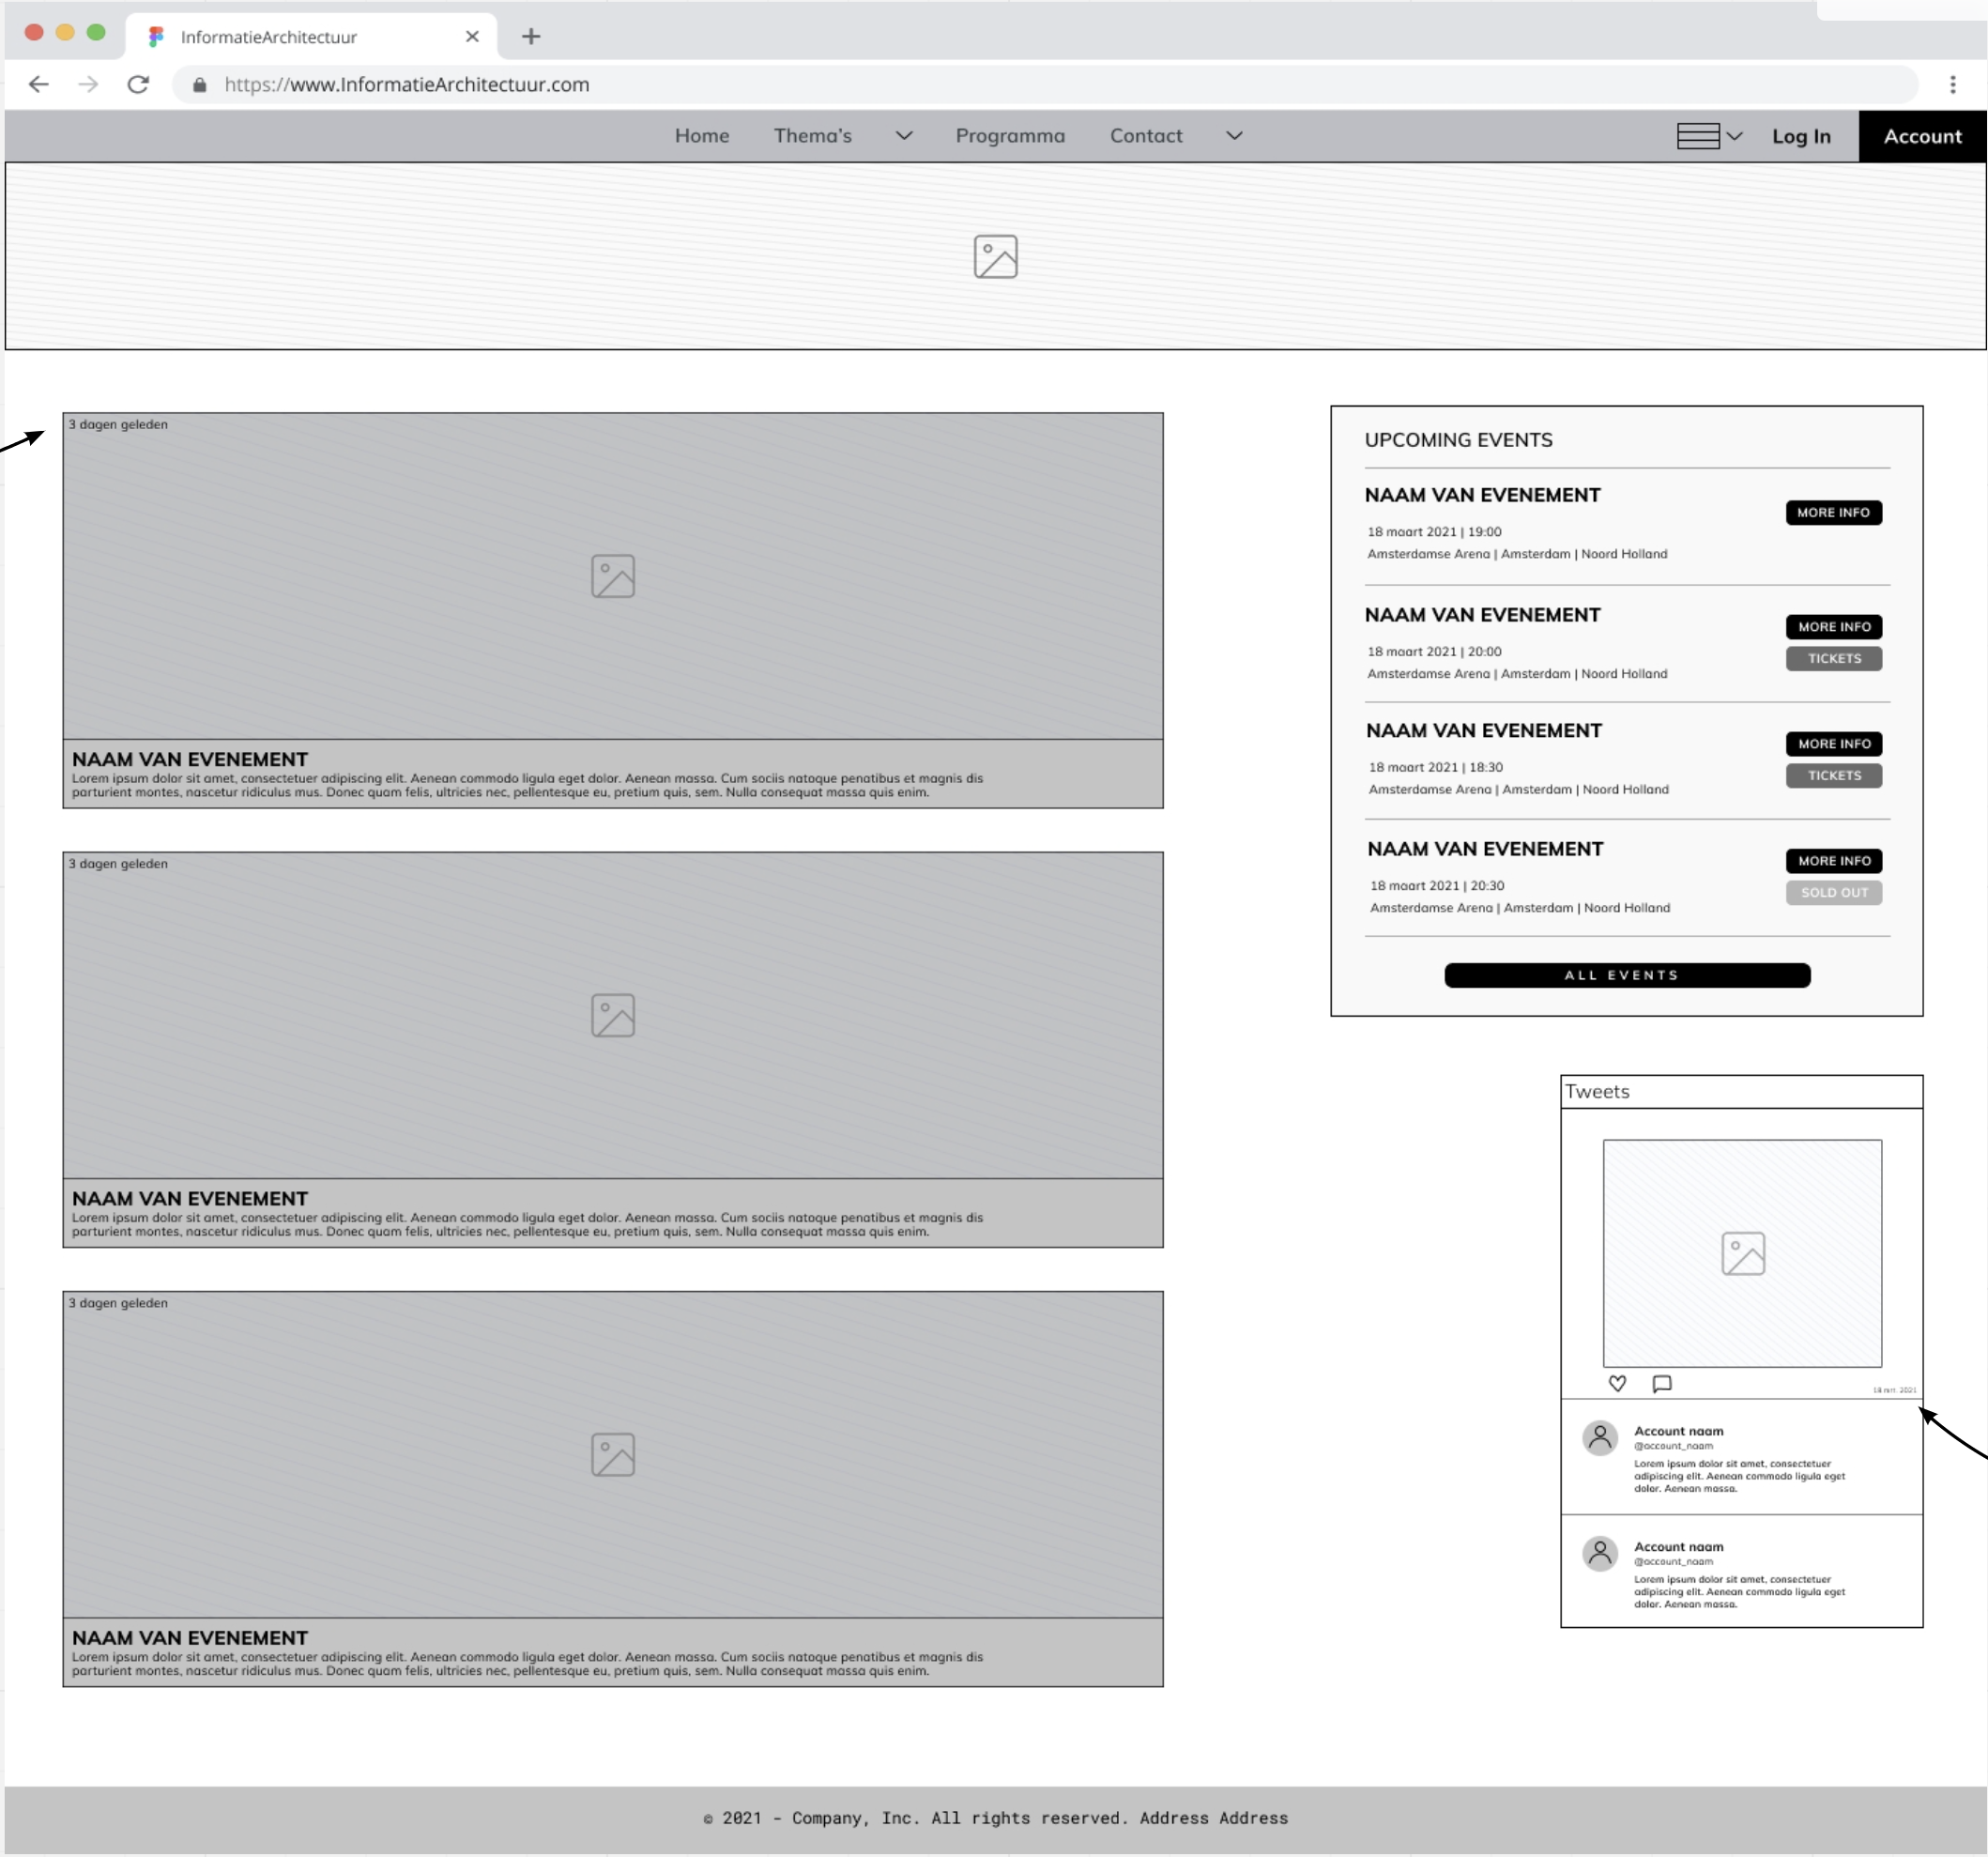 InformatieArchitectuur
https://www.InformatieArchitectuur.com
Home Thema's Programma Contact Log In Account
3 dagen geleden
NAAM VAN EVENEMENT
Lorem ipsum dolor sit amet, consectetuer adipiscing elit. Aenean commodo ligula eget dolor. Aenean massa. Cum sociis natoque penatibus et magnis dis
parturient montes, nascetur ridiculus mus. Donec quam felis, ultricies nec, pellentesque eu, pretium quis, sem. Nulla consequat massa quis enim.
3 dagen geleden
NAAM VAN EVENEMENT
Lorem ipsum dolor sit amet, consectetuer adipiscing elit. Aenean commodo ligula eget dolor. Aenean massa. Cum sociis natoque penatibus et magnis dis
parturient montes, nascetur ridiculus mus. Donec quam felis, ultricies nec, pellentesque eu, pretium quis, sem. Nulla consequat massa quis enim.
3 dagen geleden
NAAM VAN EVENEMENT
Lorem ipsum dolor sit amet, consectetuer adipiscing elit. Aenean commodo ligula eget dolor. Aenean massa. Cum sociis natoque penatibus et magnis dis
parturient montes, nascetur ridiculus mus. Donec quam felis, ultricies nec, pellentesque eu, pretium quis, sem. Nulla consequat massa quis enim.
UPCOMING EVENTS
NAAM VAN EVENEMENT
MORE INFO
18 maart 2021 | 19:00
Amsterdamse Arena | Amsterdam | Noord Holland
NAAM VAN EVENEMENT
MORE INFO
18 maart 2021 | 20:00
TICKETS
Amsterdamse Arena | Amsterdam | Noord Holland
NAAM VAN EVENEMENT
MORE INFO
18 maart 2021 | 18:30
TICKETS
Amsterdamse Arena | Amsterdam | Noord Holland
NAAM VAN EVENEMENT
MORE INFO
18 maart 2021 | 20:30
SOLD OUT
Amsterdamse Arena | Amsterdam | Noord Holland
ALL EVENTS
Tweets
18 mrt. 2021
Account naam
@account_naam
Lorem ipsum dolor sit amet, consectetuer
adipiscing elit. Aenean commodo ligula eget
dolor. Aenean massa.
Account naam
@account_naam
Lorem ipsum dolor sit amet, consectetuer
adipiscing elit. Aenean commodo ligula eget
dolor. Aenean massa.
© 2021 - Company, Inc. All rights reserved. Address Address